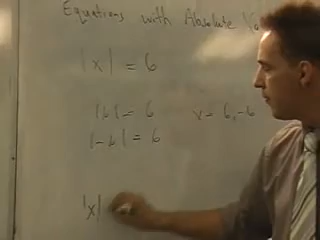 Equations with Absolute Va
|x| = 6
|6| = 6 x = 6, -6
|-6| = 6
|x|